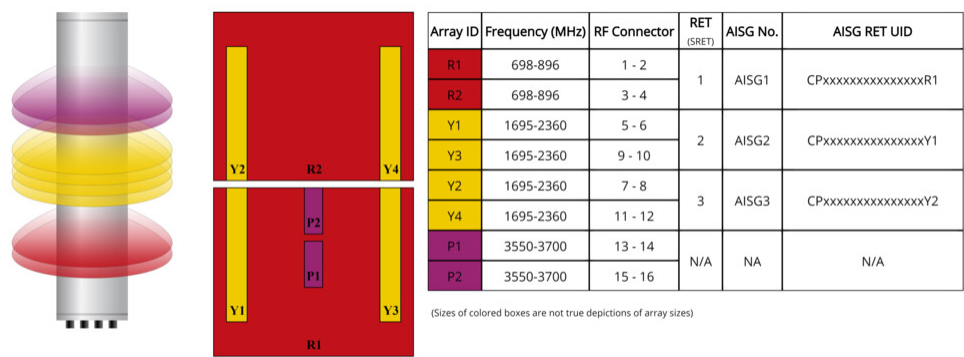 Y2 R2 Y4
P2
P1
Y1 Y3
R1
Array ID Frequency (MHz) RF Connector RET (SRET) AISG No. AISG RET UID
R1 698-896 1 - 2 1 AISG1 CPxxxxxxxxxxxxxxxR1
R2 698-896 3 - 4
Y1 1695-2360 5 - 6 2 AISG2 CPxxxxxxxxxxxxxxxY1
Y3 1695-2360 9 - 10
Y2 1695-2360 7 - 8 3 AISG3 CPxxxxxxxxxxxxxxxY2
Y4 1695-2360 11 - 12
P1 3550-3700 13 - 14 N/A NA N/A
P2 3550-3700 15 - 16
(Sizes of colored boxes are not true depictions of array sizes)